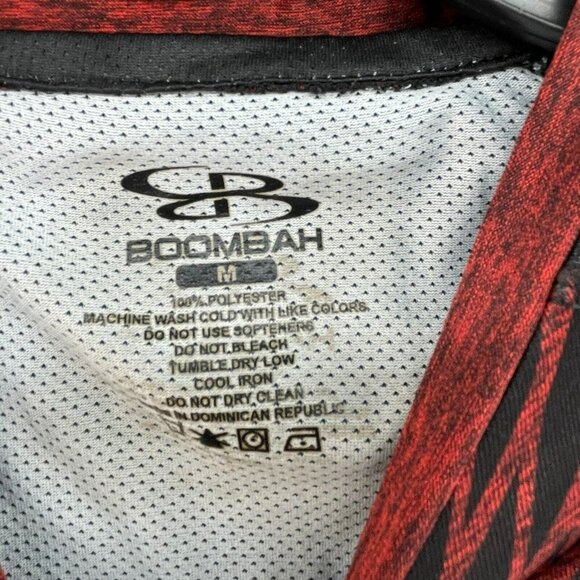 BOOMBAH
M
100% POLYESTER
MACHINE WASH COLD WITH LIKE COLORS
DO NOT USE SOFTENERS
DO NOT BLEACH
TUMBLE DRY LOW
COOL IRON
DO NOT DRY CLEAN
IN DOMINICAN REPUBLIC